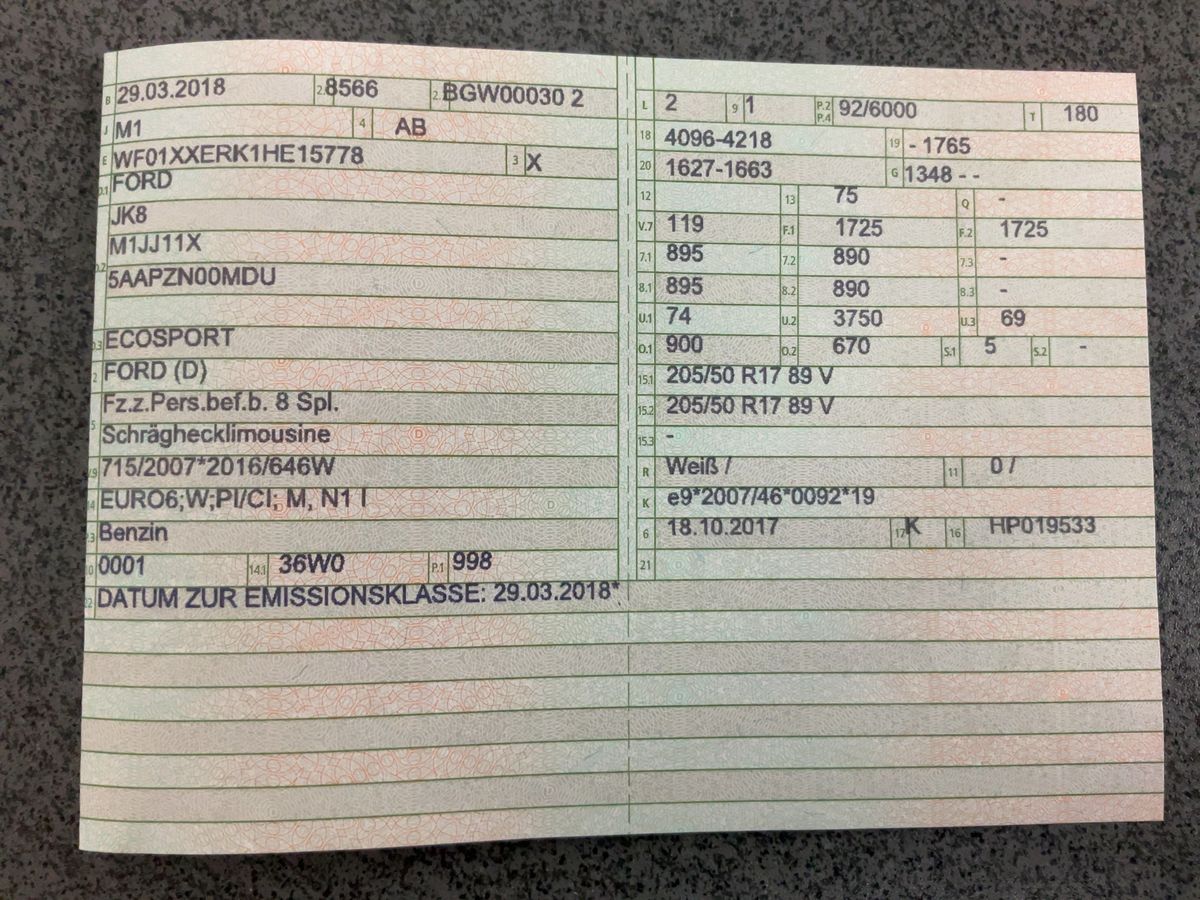 B 29.03.2018 2. 8566 2. BGW00030 2
J M1 4 AB
E WF01XXERK1HE15778 3 X
D.1 FORD
JK8
M1JJ11X
D.2
5AAPZN00MDU
D.3 ECOSPORT
2 FORD (D)
Fz.z.Pers.bef.b. 8 Spl.
5
Schräghecklimousine
V.9 715/2007*2016/646W
14 EURO6;W;PI/CI; M, N1 I
P.3 Benzin
10 0001 14.1 36W0 P.1 998
22 DATUM ZUR EMISSIONSKLASSE: 29.03.2018*
L 2 9 1 P.2 P.4 92/6000 T 180
18 4096-4218 19 - 1765
20 1627-1663 G 1348 - -
12 13 75 Q -
V.7 119 F.1 1725 F.2 1725
7.1 895 7.2 890 7.3 -
8.1 895 8.2 890 8.3 -
U.1 74 U.2 3750 U.3 69
O.1 900 O.2 670 S.1 5 S.2 -
15.1 205/50 R17 89 V
15.2 205/50 R17 89 V
15.3 -
R Weiß / 11 0 /
K e9*2007/46*0092*19
6 18.10.2017 17 K 16 HP019533
21